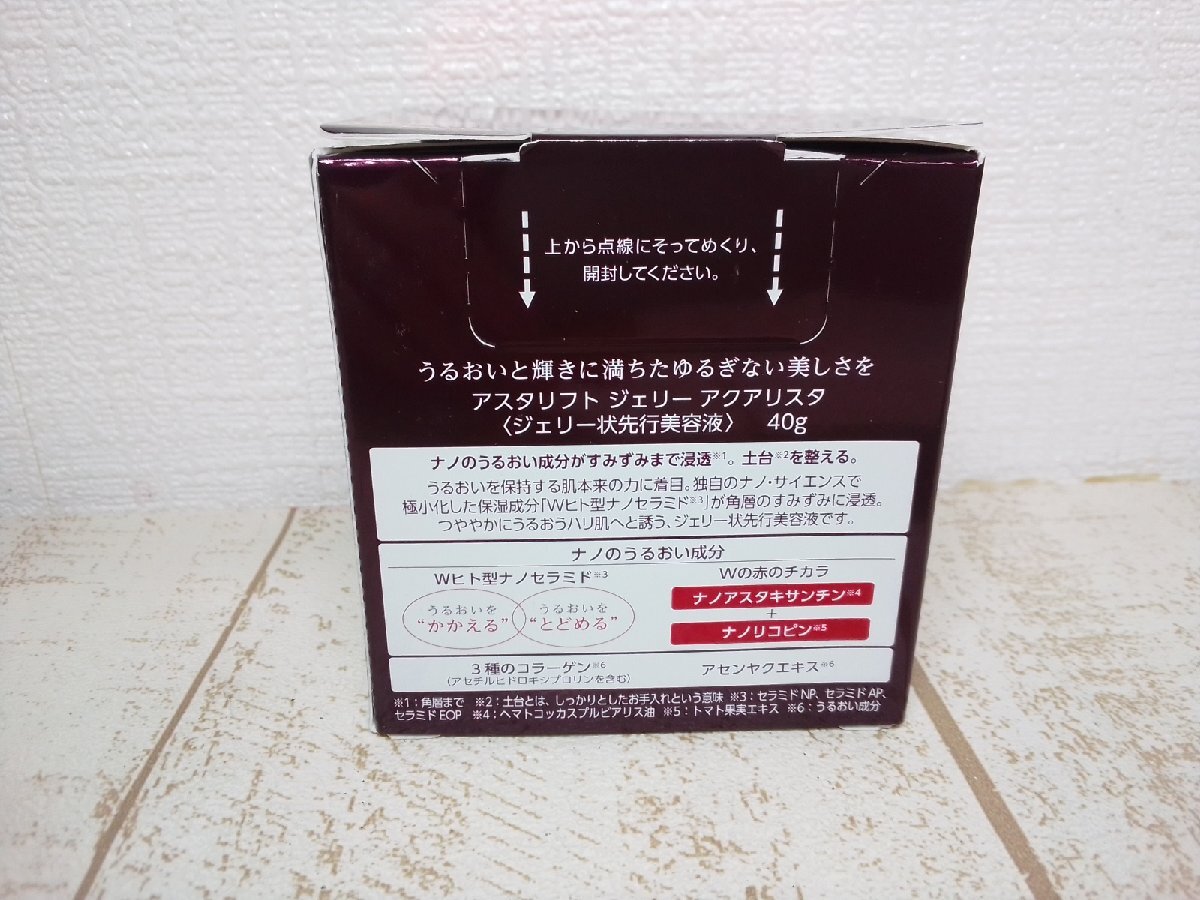 上から点線にそってめくり、
開封してください。
うるおいと輝きに満ちたゆるぎない美しさを
アスタリフト ジェリー アクアリスタ
〈ジェリー状先行美容液〉 40g
ナノのうるおい成分がすみずみまで浸透※1。土台※2を整える。
うるおいを保持する肌本来の力に着目。独自のナノ・サイエンスで
極小化した保湿成分「Wヒト型ナノセラミド※3」が角層のすみずみに浸透。
つややかにうるおうハリ肌へと誘う、ジェリー状先行美容液です。
ナノのうるおい成分
Wヒト型ナノセラミド※3
うるおいを
“かかえる”
うるおいを
“とどめる”
Wの赤のチカラ
ナノアスタキサンチン※4
+
ナノリコピン※5
3種のコラーゲン※6
(アセチルヒドロキシプロリンを含む)
アセンヤクエキス※6
※1：角層まで ※2：土台とは、しっかりとしたお手入れという意味 ※3：セラミドNP、セラミドAP、
セラミドEOP ※4：ヘマトコッカスプルビアリス油 ※5：トマト果実エキス ※6：うるおい成分